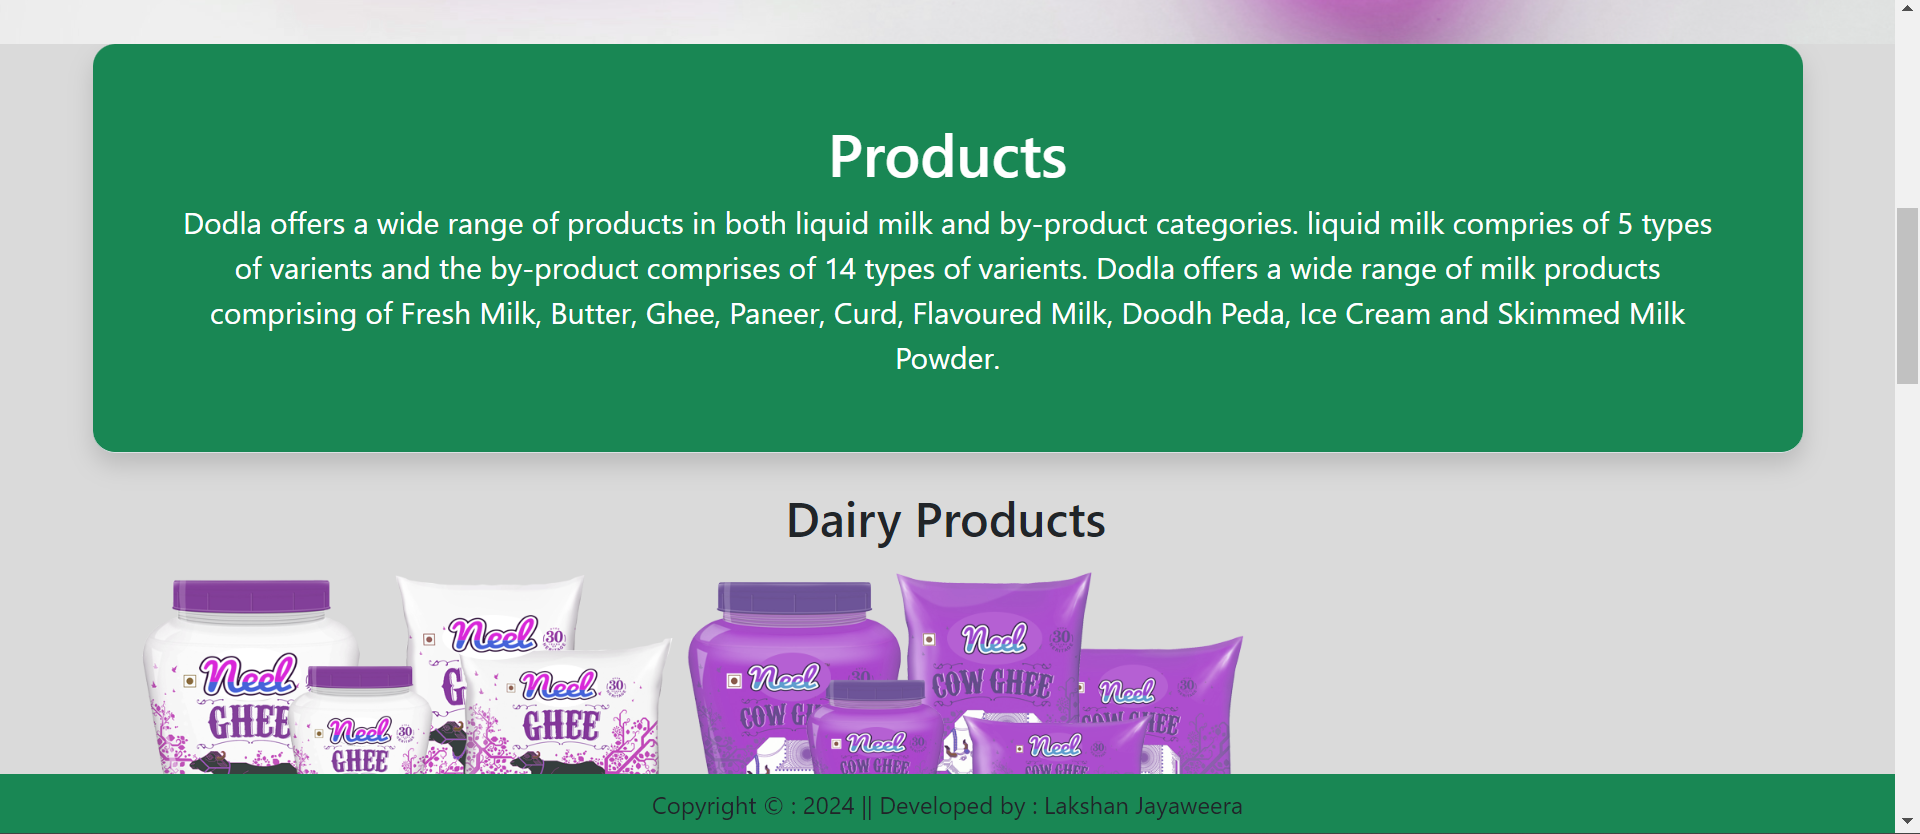 Products
Dodla offers a wide range of products in both liquid milk and by-product categories. liquid milk compries of 5 types
of varients and the by-product comprises of 14 types of varients. Dodla offers a wide range of milk products
comprising of Fresh Milk, Butter, Ghee, Paneer, Curd, Flavoured Milk, Doodh Peda, Ice Cream and Skimmed Milk
Powder.
Dairy Products
Neel
30
GHEE
Neel
30
GHEE
Neel
30
GHEE
Neel
30
COW GHEE
Neel
COW
Neel
30
COW GHEE
Neel
30
COW GHEE
Neel
30
COW GHEE
Copyright © : 2024 || Developed by : Lakshan Jayaweera